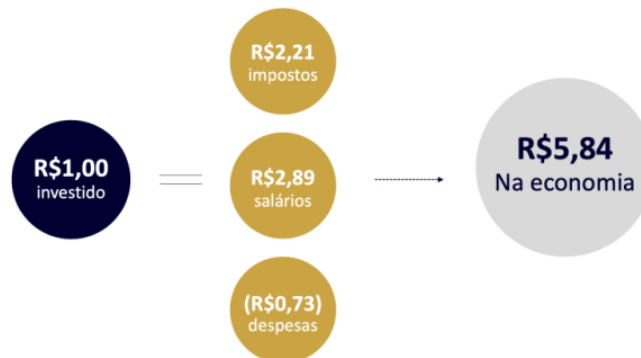 R$1,00
investido
R$2,21
impostos
R$2,89
salários
(R$0,73)
despesas
R$5,84
Na economia